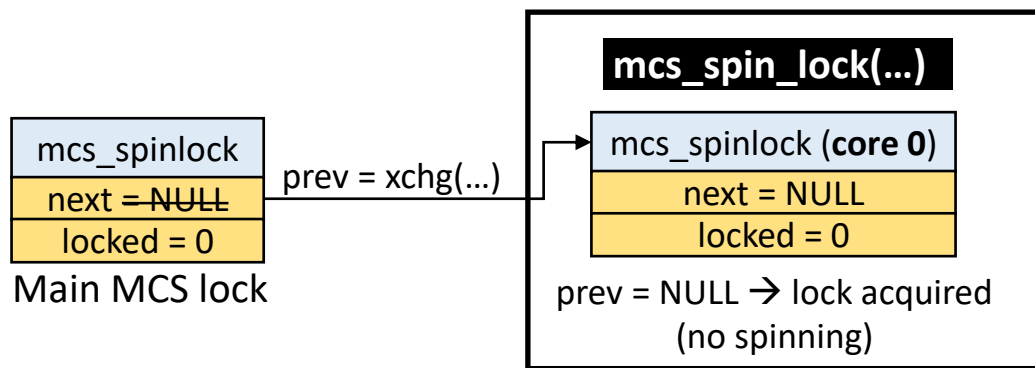 mcs_spinlock
next = NULL
locked = 0
Main MCS lock
prev = xchg(...)
mcs_spin_lock(...)
mcs_spinlock (core 0)
next = NULL
locked = 0
prev = NULL → lock acquired
(no spinning)